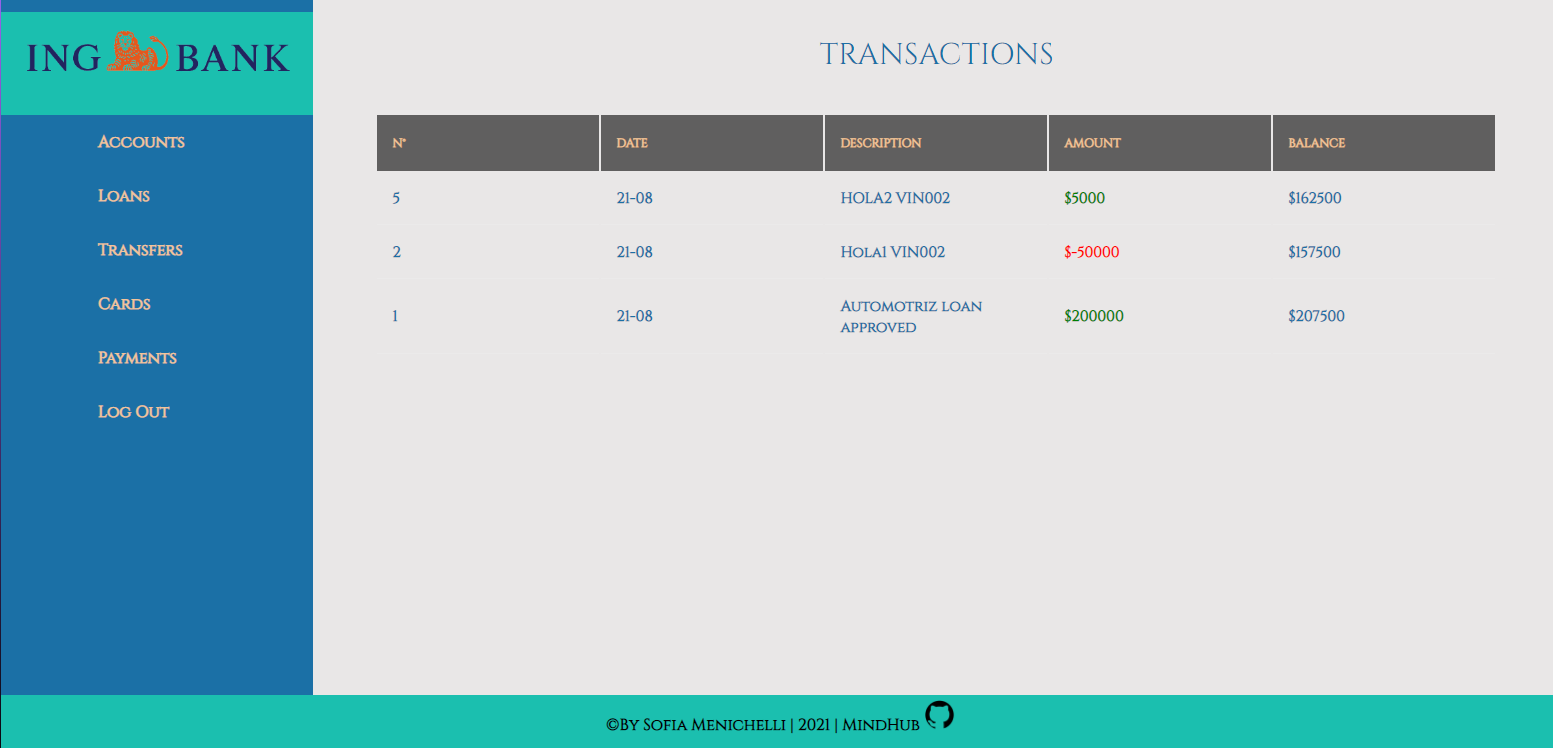 ING BANK
TRANSACTIONS
Accounts
Loans
Transfers
Cards
Payments
Log Out
N° DATE DESCRIPTION AMOUNT BALANCE
5 21-08 HOLA2 VIN002 $5000 $162500
2 21-08 Hola1 VIN002 $-50000 $157500
1 21-08 Automotriz loan approved $200000 $207500
©By Sofia Menichelli | 2021 | MindHub